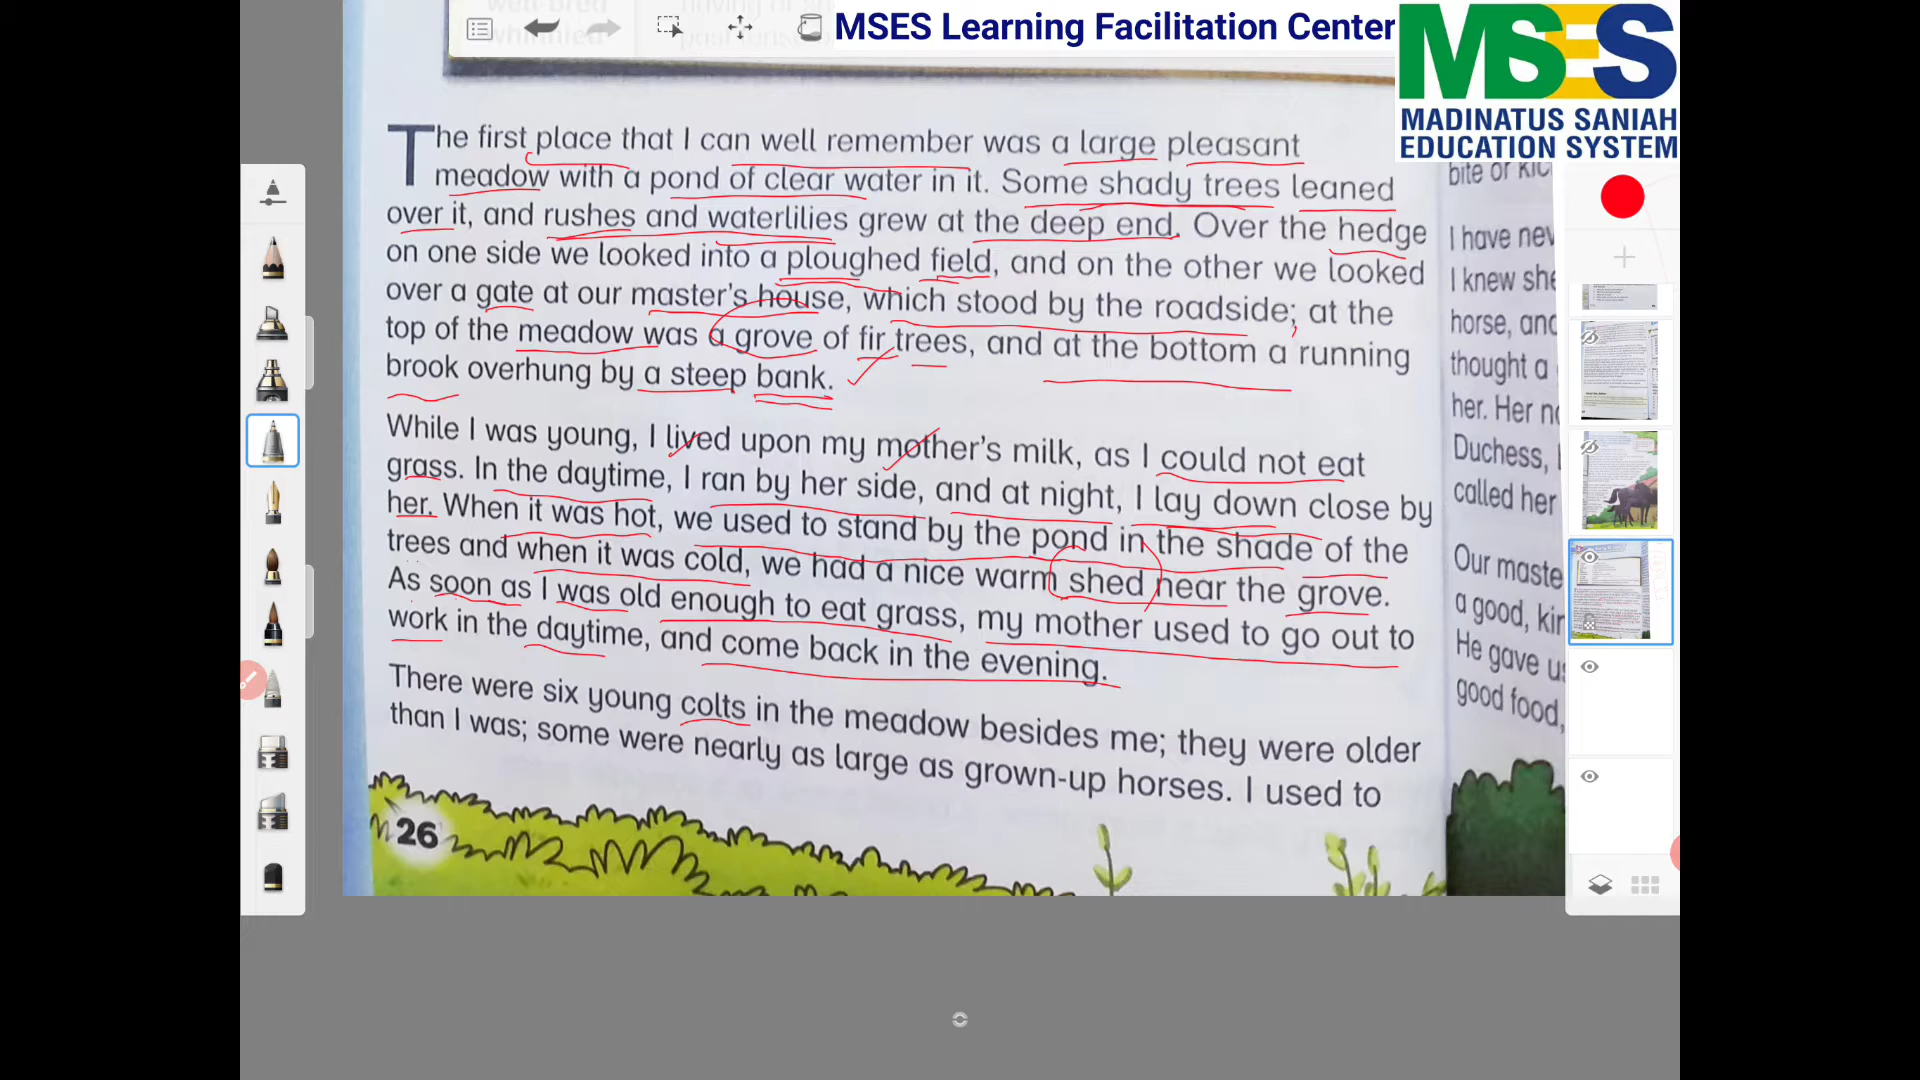 well-bred
whinnied
MSES Learning Facilitation Center
MSES
MADINATUS SANIAH
EDUCATION SYSTEM
The first place that I can well remember was a large pleasant
meadow with a pond of clear water in it. Some shady trees leaned
over it, and rushes and waterlilies grew at the deep end. Over the hedge
on one side we looked into a ploughed field, and on the other we looked
over a gate at our master's house, which stood by the roadside; at the
top of the meadow was a grove of fir trees, and at the bottom a running
brook overhung by a steep bank.
While I was young, I lived upon my mother's milk, as I could not eat
grass. In the daytime, I ran by her side, and at night, I lay down close by
her. When it was hot, we used to stand by the pond in the shade of the
trees and when it was cold, we had a nice warm shed near the grove.
As soon as I was old enough to eat grass, my mother used to go out to
work in the daytime, and come back in the evening.
There were six young colts in the meadow besides me; they were older
than I was; some were nearly as large as grown-up horses. I used to
26
bite or
I have
I knew she
horse, and
thought a
her. Her
Duchess,
called her
Our
a good,
He gave
good food,